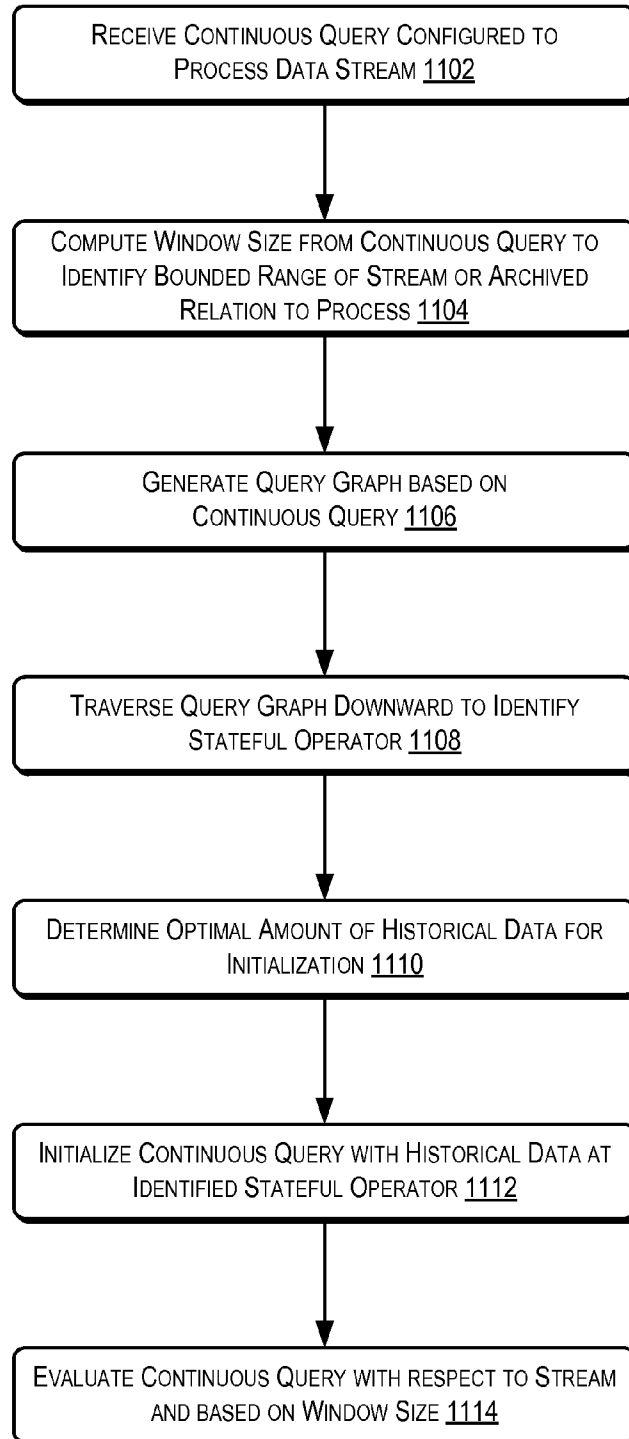 RECEIVE CONTINUOUS QUERY CONFIGURED TO
PROCESS DATA STREAM 1102
COMPUTE WINDOW SIZE FROM CONTINUOUS QUERY TO
IDENTIFY BOUNDED RANGE OF STREAM OR ARCHIVED
RELATION TO PROCESS 1104
GENERATE QUERY GRAPH BASED ON
CONTINUOUS QUERY 1106
TRAVERSE QUERY GRAPH DOWNWARD TO IDENTIFY
STATEFUL OPERATOR 1108
DETERMINE OPTIMAL AMOUNT OF HISTORICAL DATA FOR
INITIALIZATION 1110
INITIALIZE CONTINUOUS QUERY WITH HISTORICAL DATA AT
IDENTIFIED STATEFUL OPERATOR 1112
EVALUATE CONTINUOUS QUERY WITH RESPECT TO STREAM
AND BASED ON WINDOW SIZE 1114